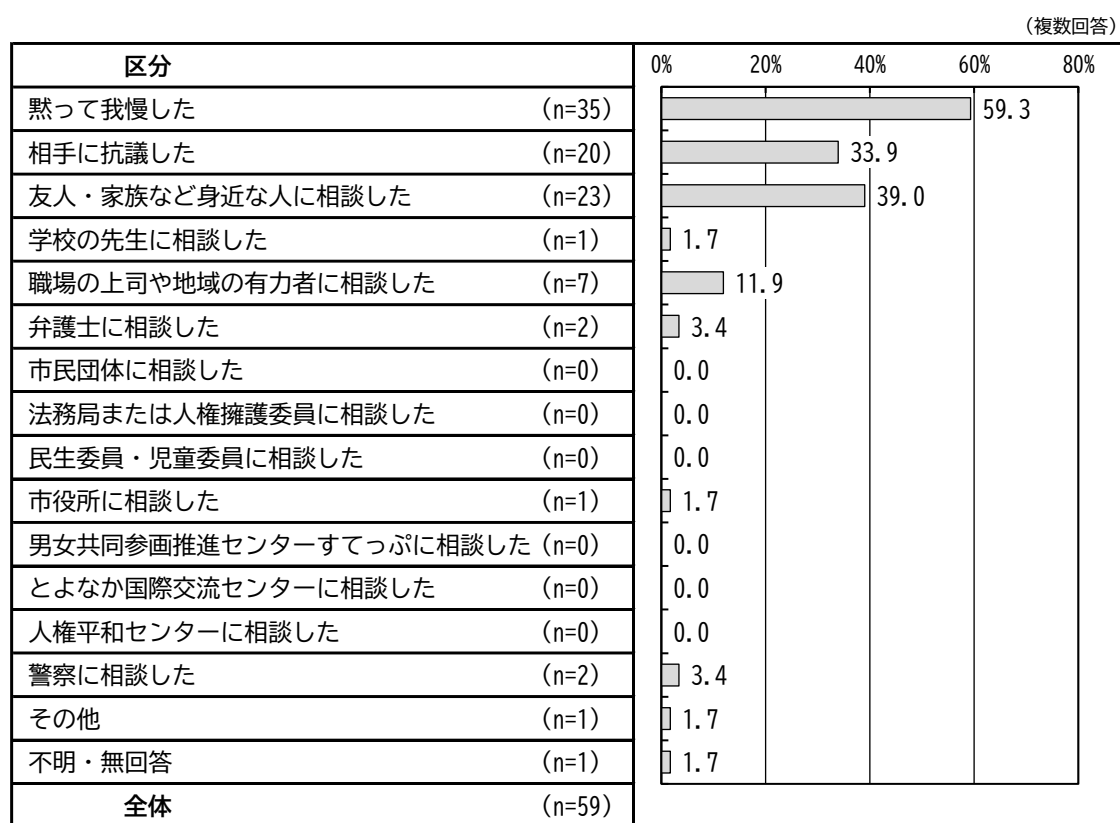 （複数回答）
区分 0% 20% 40% 60% 80%
黙って我慢した (n=35) 59.3
相手に抗議した (n=20) 33.9
友人・家族など身近な人に相談した (n=23) 39.0
学校の先生に相談した (n=1) 1.7
職場の上司や地域の有力者に相談した (n=7) 11.9
弁護士に相談した (n=2) 3.4
市民団体に相談した (n=0) 0.0
法務局または人権擁護委員に相談した (n=0) 0.0
民生委員・児童委員に相談した (n=0) 0.0
市役所に相談した (n=1) 1.7
男女共同参画推進センターすてっぷに相談した (n=0) 0.0
とよなか国際交流センターに相談した (n=0) 0.0
人権平和センターに相談した (n=0) 0.0
警察に相談した (n=2) 3.4
その他 (n=1) 1.7
不明・無回答 (n=1) 1.7
全体 (n=59)